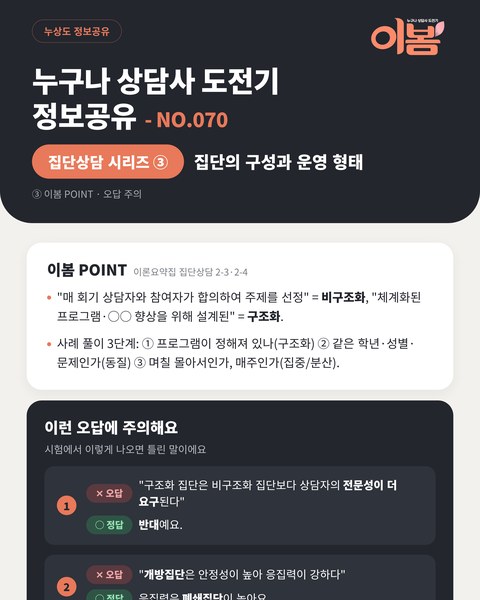 누상도 정보공유
누구나 상담사 도전기
이봄
누구나 상담사 도전기
정보공유 - NO.070
집단상담 시리즈 ③ 집단의 구성과 운영 형태
③ 이봄 POINT · 오답 주의
이봄 POINT 이론요약집 집단상담 2-3·2-4
• "매 회기 상담자와 참여자가 합의하여 주제를 선정" = 비구조화, "체계화된
프로그램·○○ 향상을 위해 설계된" = 구조화.
• 사례 풀이 3단계: ① 프로그램이 정해져 있나(구조화) ② 같은 학년·성별·
문제인가(동질) ③ 며칠 몰아서인가, 매주인가(집중/분산).
이런 오답에 주의해요
시험에서 이렇게 나오면 틀린 말이에요
1
× 오답 "구조화 집단은 비구조화 집단보다 상담자의 전문성이 더
요구된다"
○ 정답 반대예요.
2
× 오답 "개방집단은 안정성이 높아 응집력이 강하다"
○ 정답 응집력은 폐쇄집단이 높아요